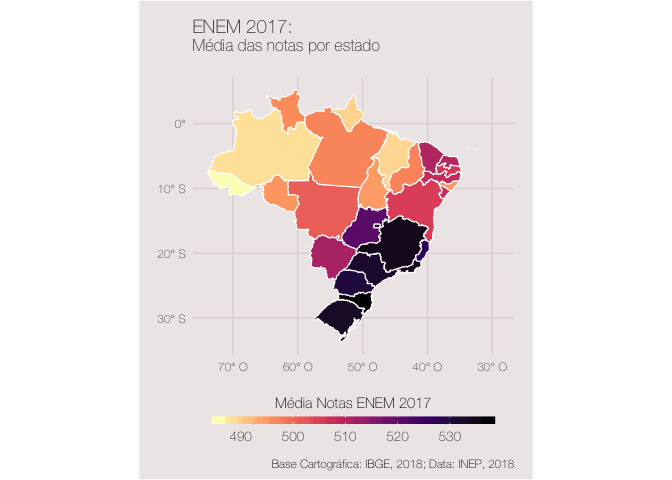 ENEM 2017:
Média das notas por estado
0°
10° S
20° S
30° S
70° O 60° O 50° O 40° O 30° O
Média Notas ENEM 2017
490 500 510 520 530
Base Cartográfica: IBGE, 2018; Data: INEP, 2018